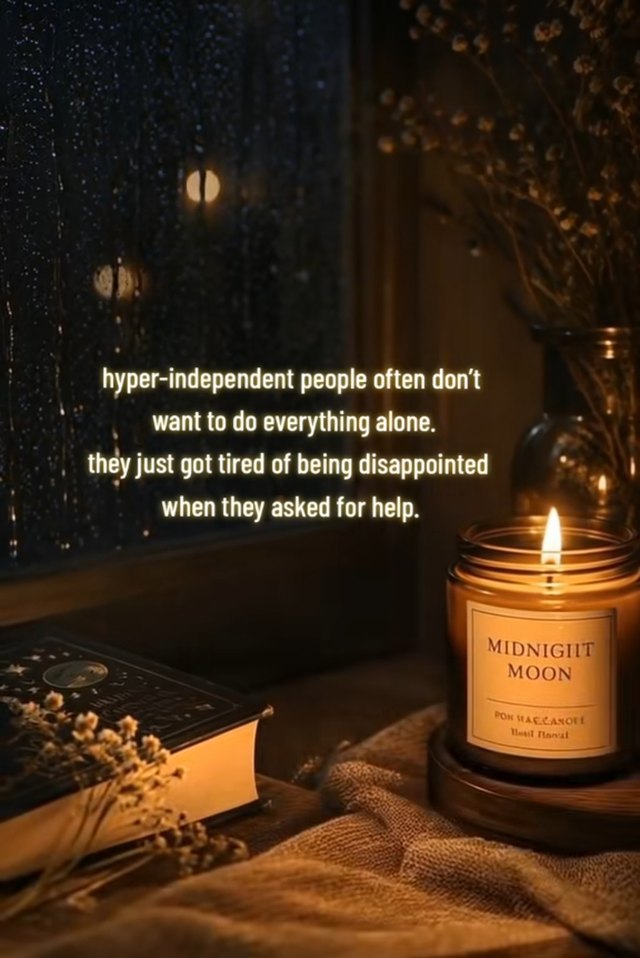 hyper-independent people often don't
want to do everything alone.
they just got tired of being disappointed
when they asked for help.
MIDNIGHT
MOON